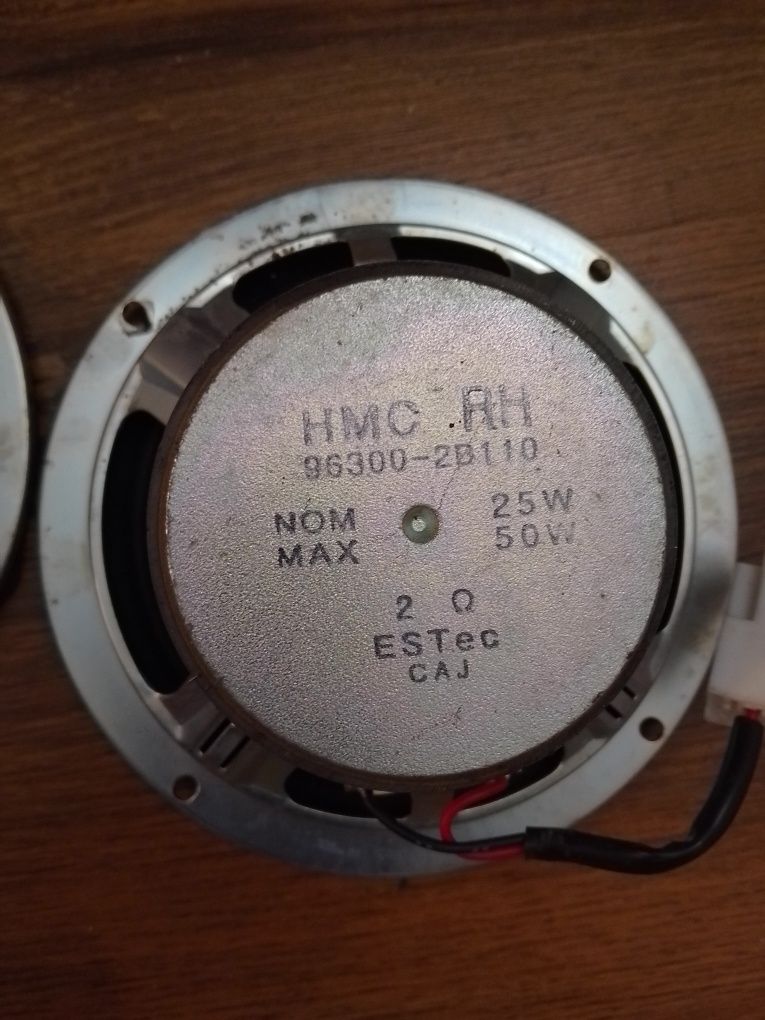 HMC RH
96300-2B110
NOM 25W
MAX 50W
2 Ω
ESTec
CAJ